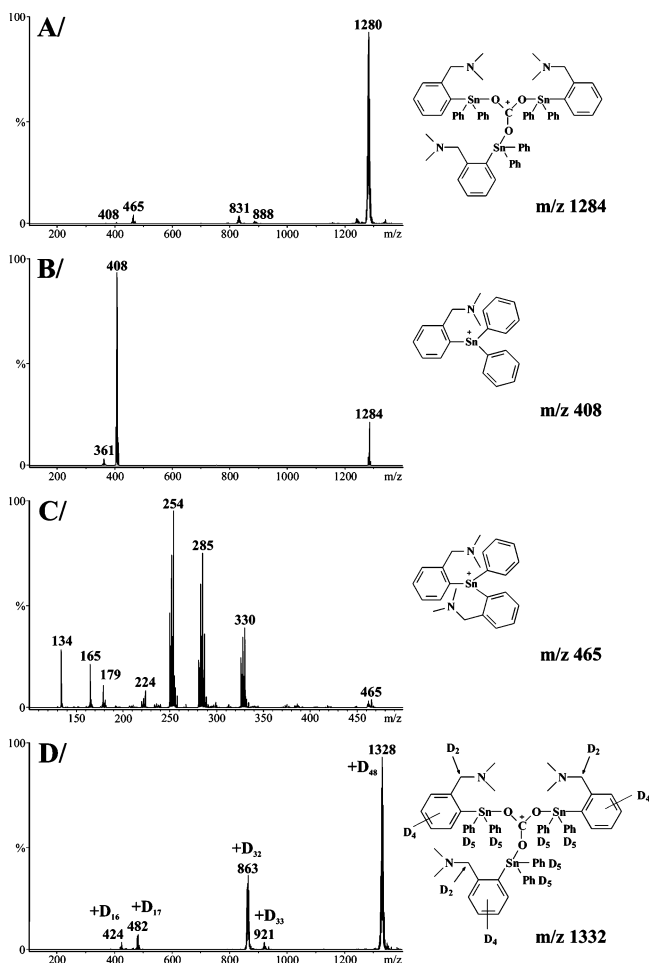 A/
100
%
0
1280
408 465
831
888
200 400 600 800 1000 1200 m/z
N N
Sn O O Sn
+
C
Ph Ph Ph Ph
O
N Sn Ph
Ph
m/z 1284
B/
100
%
0
408
361
1284
200 400 600 800 1000 1200 m/z
N
+
Sn
m/z 408
C/
100
%
0
254
285
330
134
165
179
224
465
150 200 250 300 350 400 450 m/z
N
+
Sn
N
m/z 465
D/
100
%
0
1328
+D48
+D32
863
+D16 +D17
424 482
+D33
921
200 400 600 800 1000 1200 m/z
D2 D2
N N
Sn O O Sn
+
C
D4 Ph Ph Ph Ph D4
D5 D5 O D5 D5
N Sn Ph D5
D2 Ph D5
D4
m/z 1332